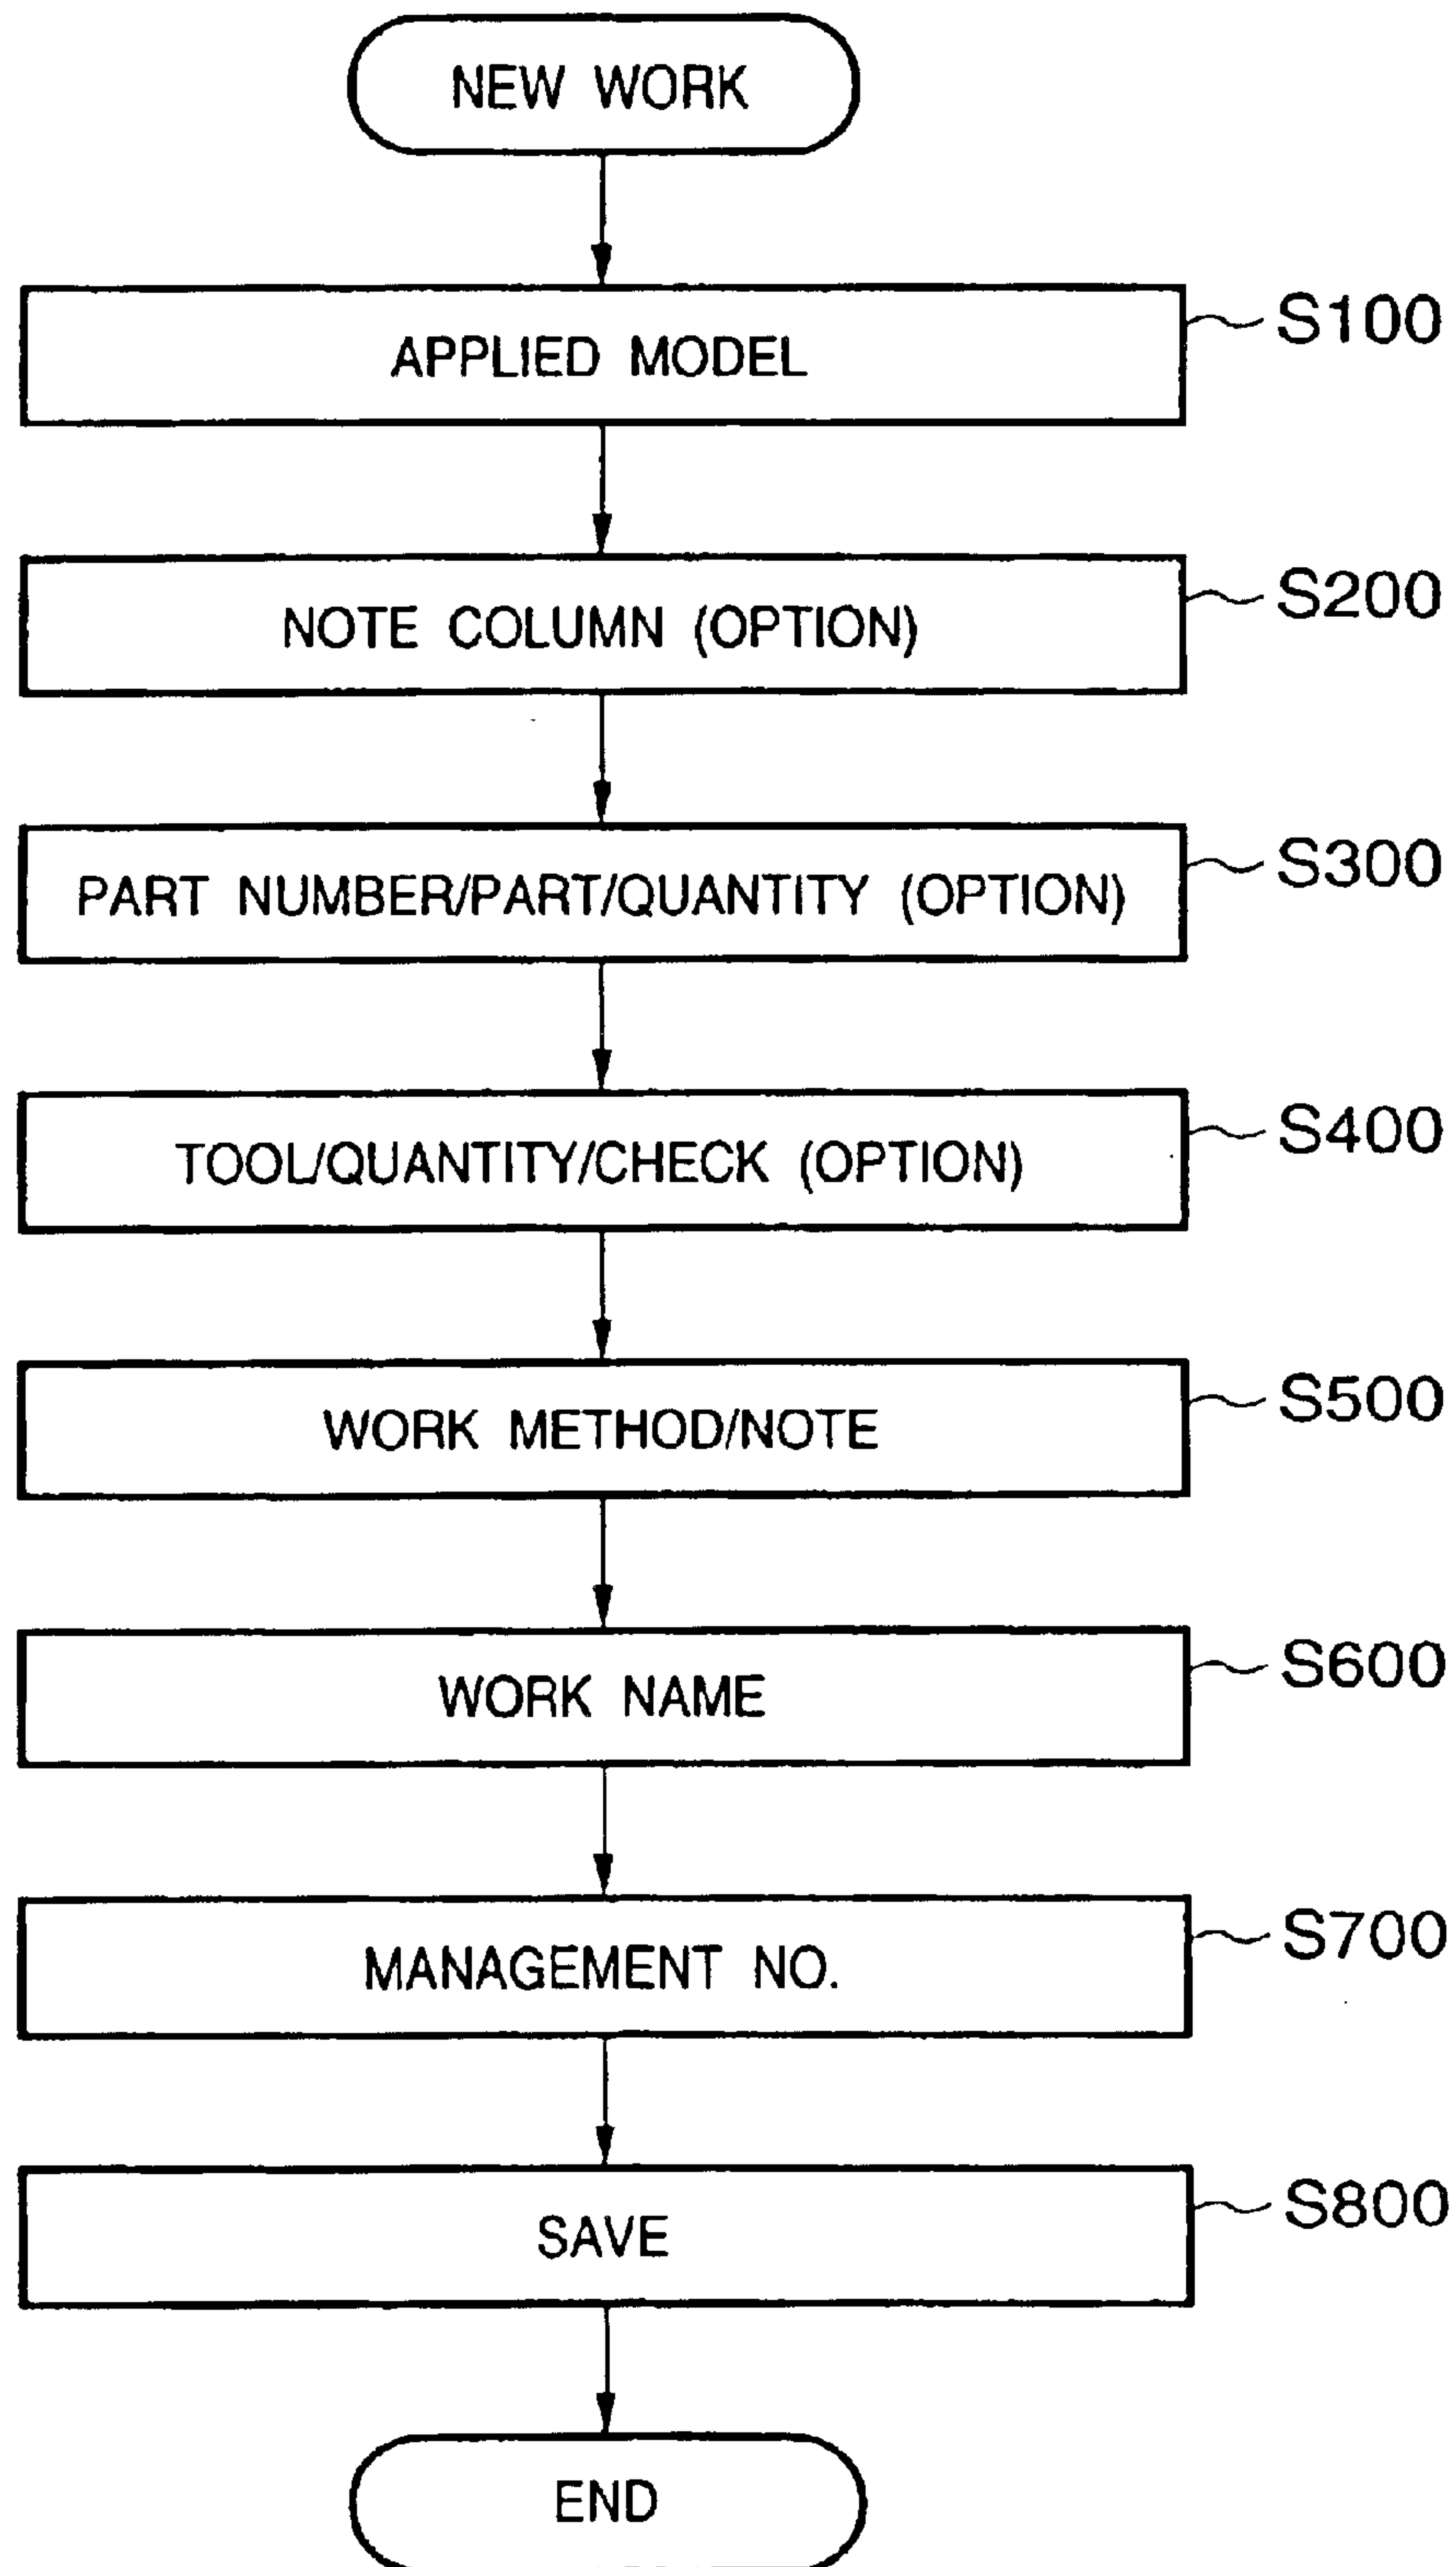 NEW WORK
APPLIED MODEL
S100
NOTE COLUMN (OPTION)
S200
PART NUMBER/PART/QUANTITY (OPTION)
S300
TOOL/QUANTITY/CHECK (OPTION)
S400
WORK METHOD/NOTE
S500
WORK NAME
S600
MANAGEMENT NO.
S700
SAVE
S800
END